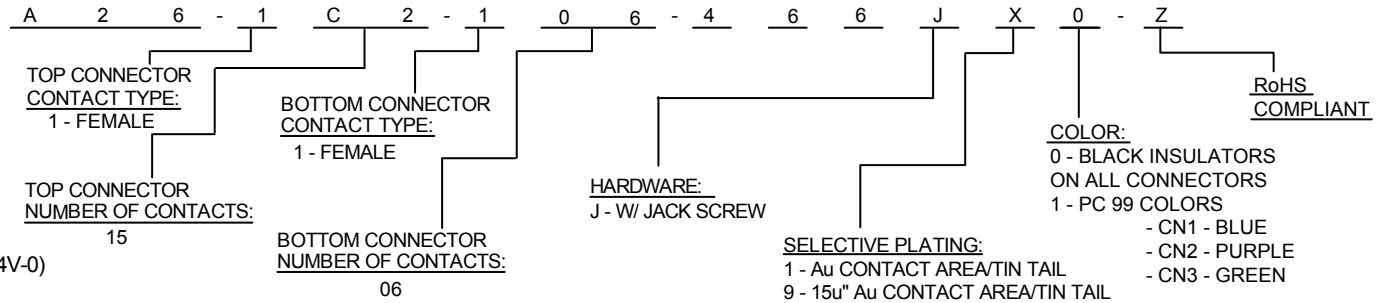 A 2 6 - 1 C 2 - 1 0 6 - 4 6 6 J X 0 - Z
TOP CONNECTOR
CONTACT TYPE:
1 - FEMALE
TOP CONNECTOR
NUMBER OF CONTACTS:
15
BOTTOM CONNECTOR
CONTACT TYPE:
1 - FEMALE
BOTTOM CONNECTOR
NUMBER OF CONTACTS:
06
HARDWARE:
J - W/ JACK SCREW
SELECTIVE PLATING:
1 - Au CONTACT AREA/TIN TAIL
9 - 15u" Au CONTACT AREA/TIN TAIL
COLOR:
0 - BLACK INSULATORS
ON ALL CONNECTORS
1 - PC 99 COLORS
- CN1 - BLUE
- CN2 - PURPLE
- CN3 - GREEN
RoHS
COMPLIANT
4V-0)